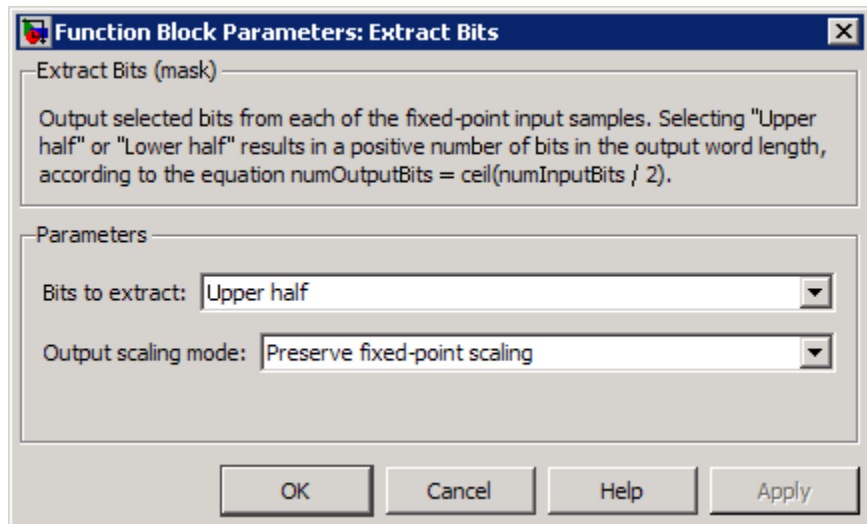 Function Block Parameters: Extract Bits
Extract Bits (mask)
Output selected bits from each of the fixed-point input samples. Selecting "Upper
half" or "Lower half" results in a positive number of bits in the output word length,
according to the equation numOutputBits = ceil(numInputBits / 2).
Parameters
Bits to extract: Upper half
Output scaling mode: Preserve fixed-point scaling
OK Cancel Help Apply